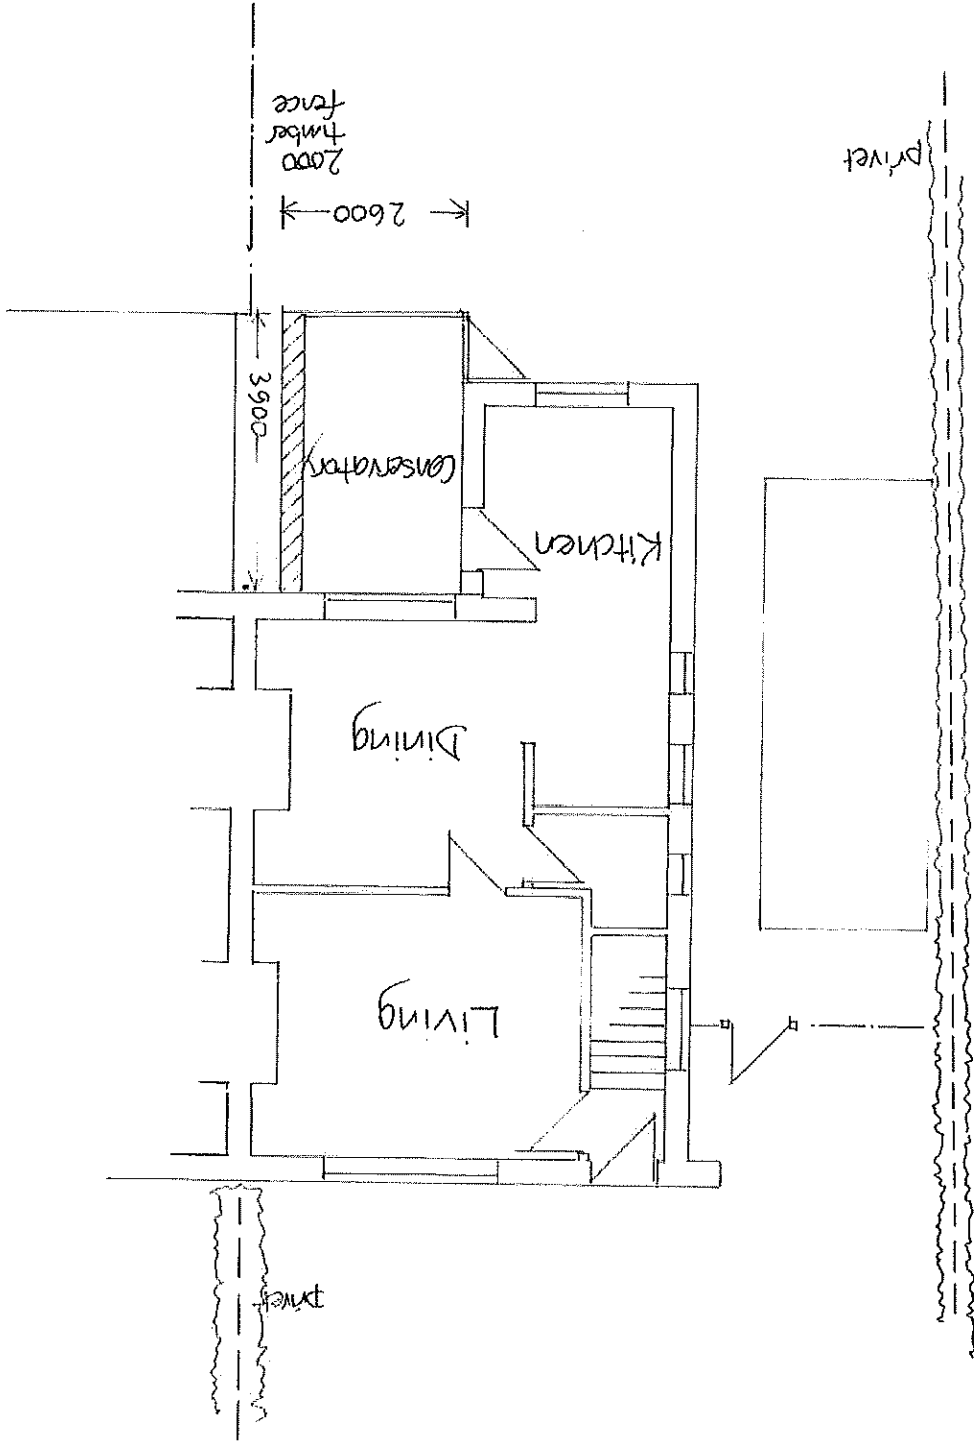 privet
Living
Dining
Kitchen
Conservatory
3900
2600
privet
2000
timber
fence